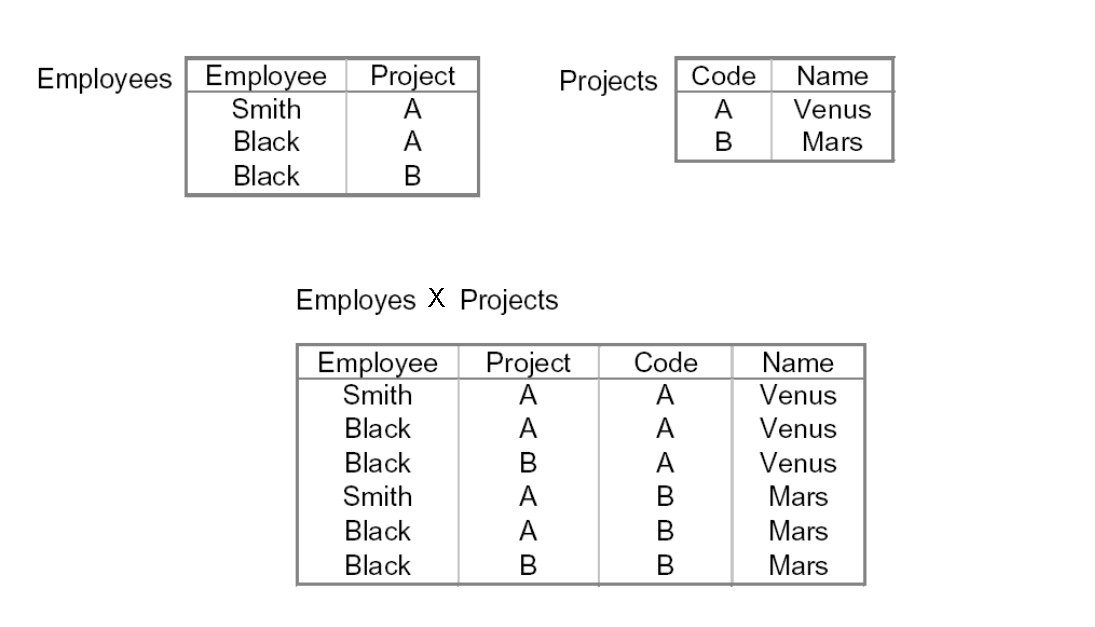 Employees
Employee Project
Smith A
Black A
Black B
Projects
Code Name
A Venus
B Mars
Employes X Projects
Employee Project Code Name
Smith A A Venus
Black A A Venus
Black B A Venus
Smith A B Mars
Black A B Mars
Black B B Mars